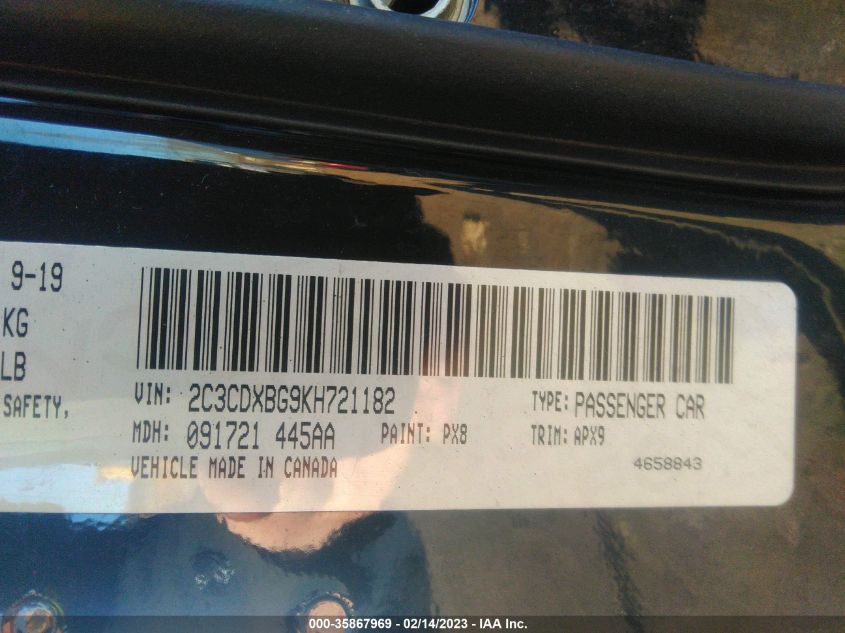 9-19
KG
LB
SAFETY,
VIN: 2C3CDXBG9KH721182 TYPE: PASSENGER CAR
MDH: 091721 445AA PAINT: PX8 TRIM: APX9
VEHICLE MADE IN CANADA 4658843
000-35867969 - 02/14/2023 - IAA Inc.